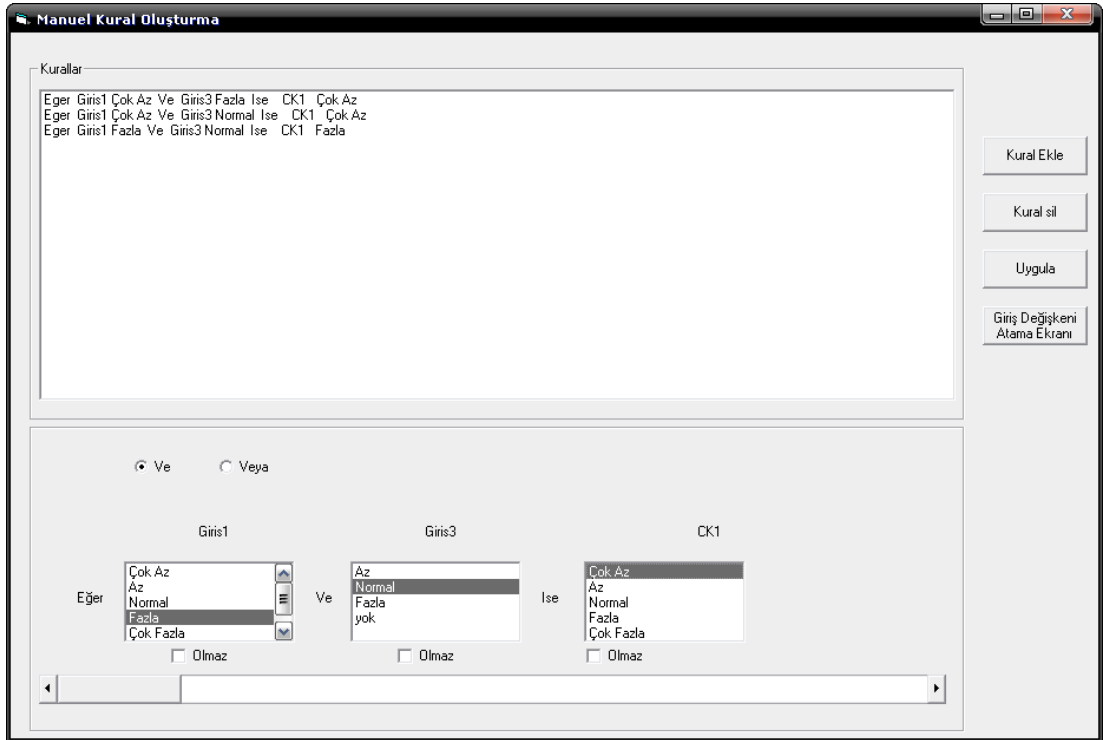 Manuel Kural Oluşturma
Kurallar
Eger Giris1 Çok Az Ve Giris3 Fazla Ise CK1 Çok Az
Eger Giris1 Çok Az Ve Giris3 Normal Ise CK1 Çok Az
Eger Giris1 Fazla Ve Giris3 Normal Ise CK1 Fazla
Kural Ekle
Kural sil
Uygula
Giriş Değişkeni
Atama Ekranı
Ve Veya
Giris1 Giris3 CK1
Eğer
Çok Az
Az
Normal
Fazla
Çok Fazla
Ve
Az
Normal
Fazla
yok
Ise
Çok Az
Az
Normal
Fazla
Çok Fazla
Olmaz Olmaz Olmaz